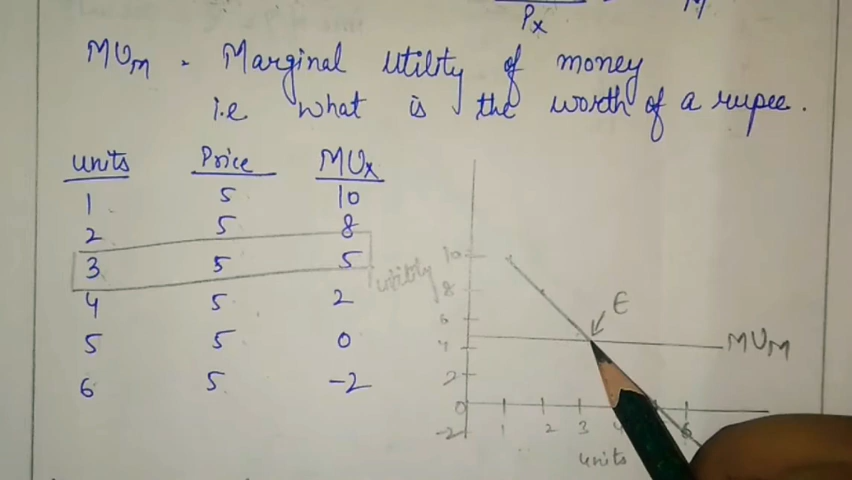 Px M
MUM = Marginal utility of money
i.e what is the worth of a rupee.
units Price MUx
1 5 10
2 5 8
3 5 5
4 5 2
5 5 0
6 5 -2
utility
10
8
6
4
2
0
-2
E
MUM
1 2 3 4 6
units